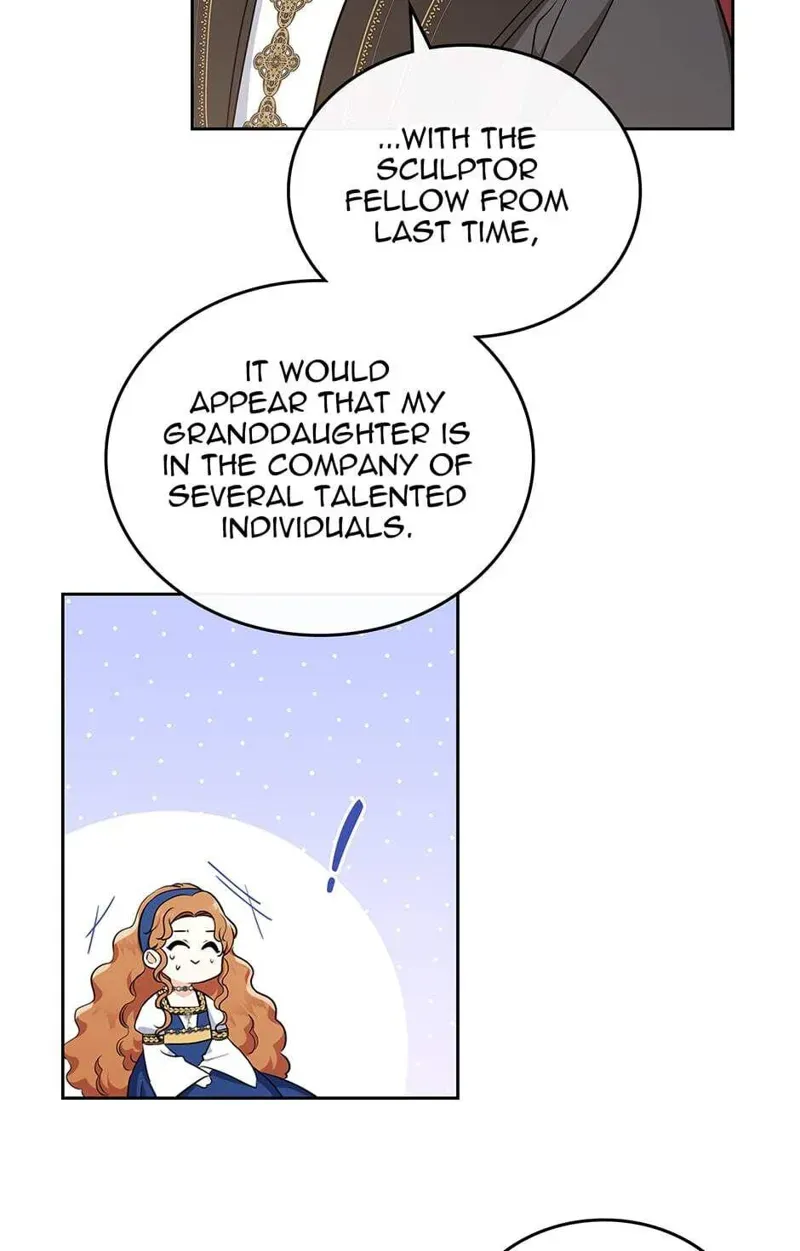 ...WITH THE
SCULPTOR
FELLOW FROM
LAST TIME,
IT WOULD
APPEAR THAT MY
GRANDDAUGHTER IS
IN THE COMPANY OF
SEVERAL TALENTED
INDIVIDUALS.
!